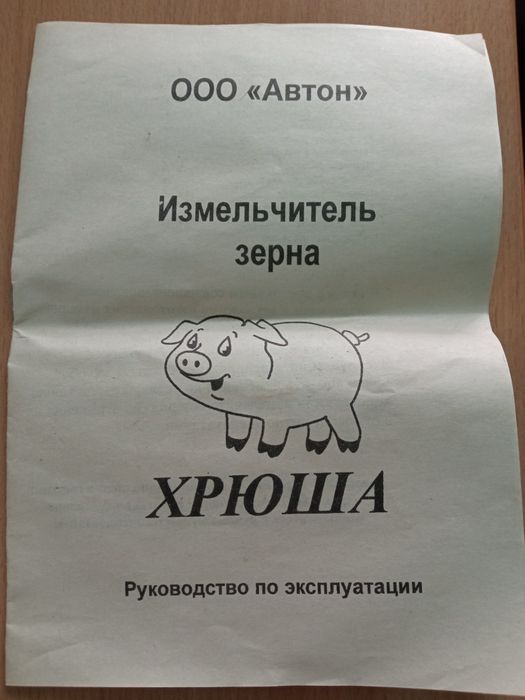 ООО «Автон»
Измельчитель
зерна
ХРЮША
Руководство по эксплуатации